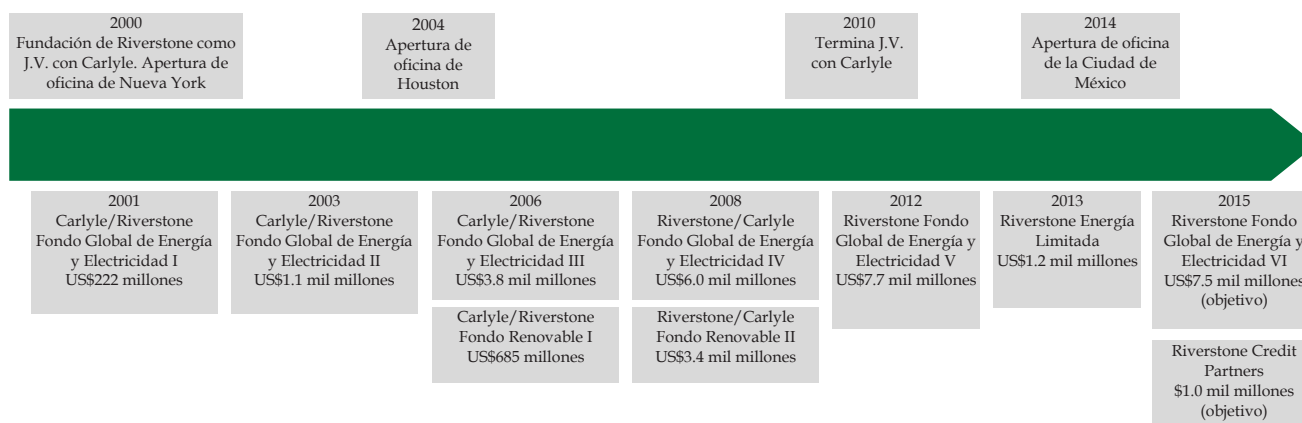 2000
Fundación de Riverstone como
J.V. con Carlyle. Apertura de
oficina de Nueva York
2004
Apertura de
oficina de
Houston
2010
Termina J.V.
con Carlyle
2014
Apertura de oficina
de la Ciudad de
México
2001
Carlyle/Riverstone
Fondo Global de Energía
y Electricidad I
US$222 millones
2003
Carlyle/Riverstone
Fondo Global de Energía
y Electricidad II
US$1.1 mil millones
2006
Carlyle/Riverstone
Fondo Global de Energía
y Electricidad III
US$3.8 mil millones
Carlyle/Riverstone
Fondo Renovable I
US$685 millones
2008
Riverstone/Carlyle
Fondo Global de Energía
y Electricidad IV
US$6.0 mil millones
Riverstone/Carlyle
Fondo Renovable II
US$3.4 mil millones
2012
Riverstone Fondo
Global de Energía y
Electricidad V
US$7.7 mil millones
2013
Riverstone Energía
Limitada
US$1.2 mil millones
2015
Riverstone Fondo
Global de Energía y
Electricidad VI
US$7.5 mil millones
(objetivo)
Riverstone Credit
Partners
$1.0 mil millones
(objetivo)